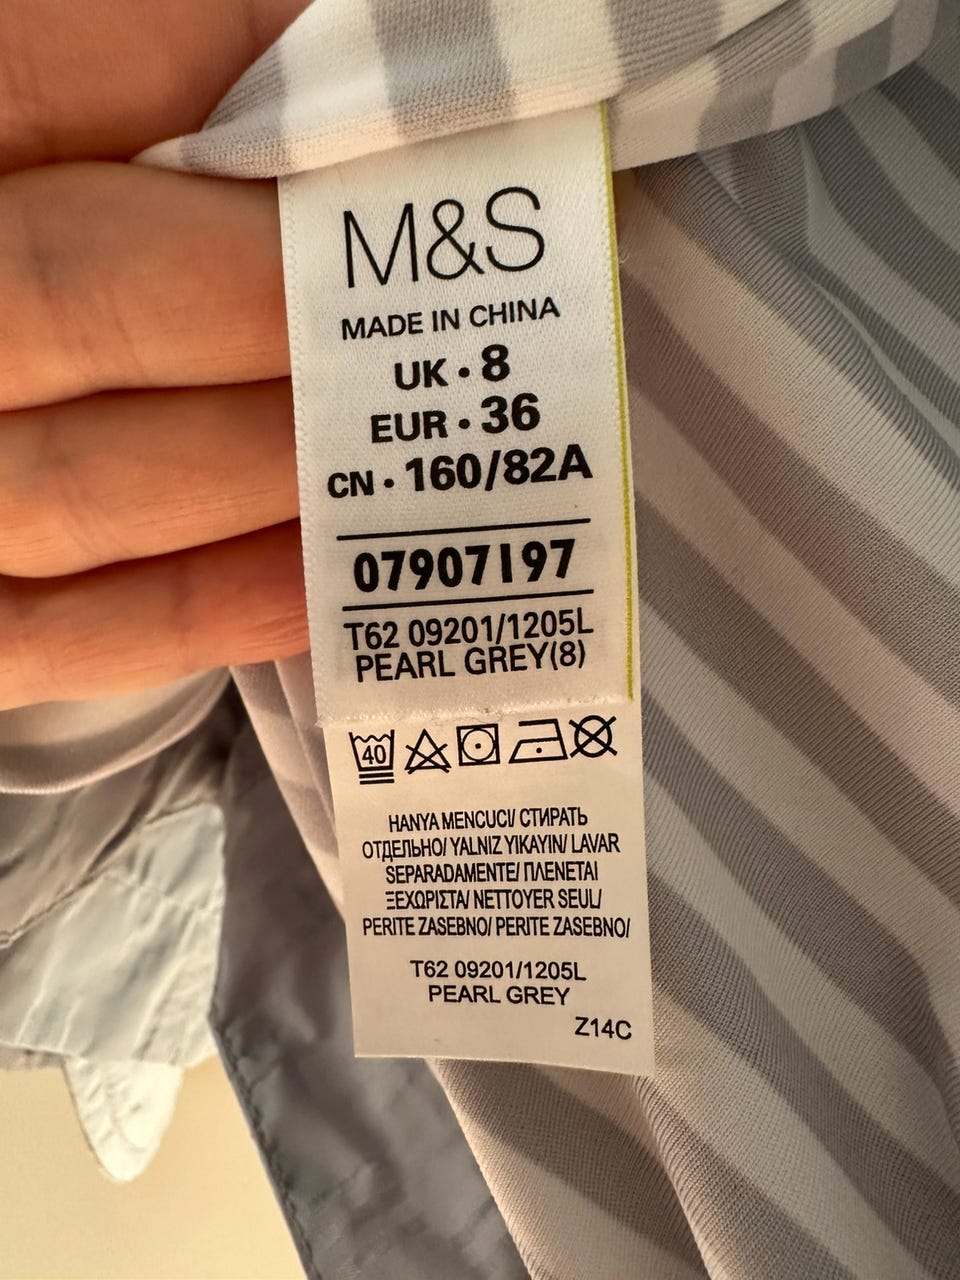 M&S
MADE IN CHINA
UK • 8
EUR • 36
CN • 160/82A
07907197
T62 09201/1205L
PEARL GREY(8)
40
HANYA MENCUCI/ СТИРАТЬ
ОТДЕЛЬНО/ YALNIZ YIKAYIN/ LAVAR
SEPARADAMENTE/ ΠΛΕΝΕΤΑΙ
ΞΕΧΩΡΙΣΤΑ/ NETTOYER SEUL/
PERITE ZASEBNO/ PERITE ZASEBNO/
T62 09201/1205L
PEARL GREY
Z14C